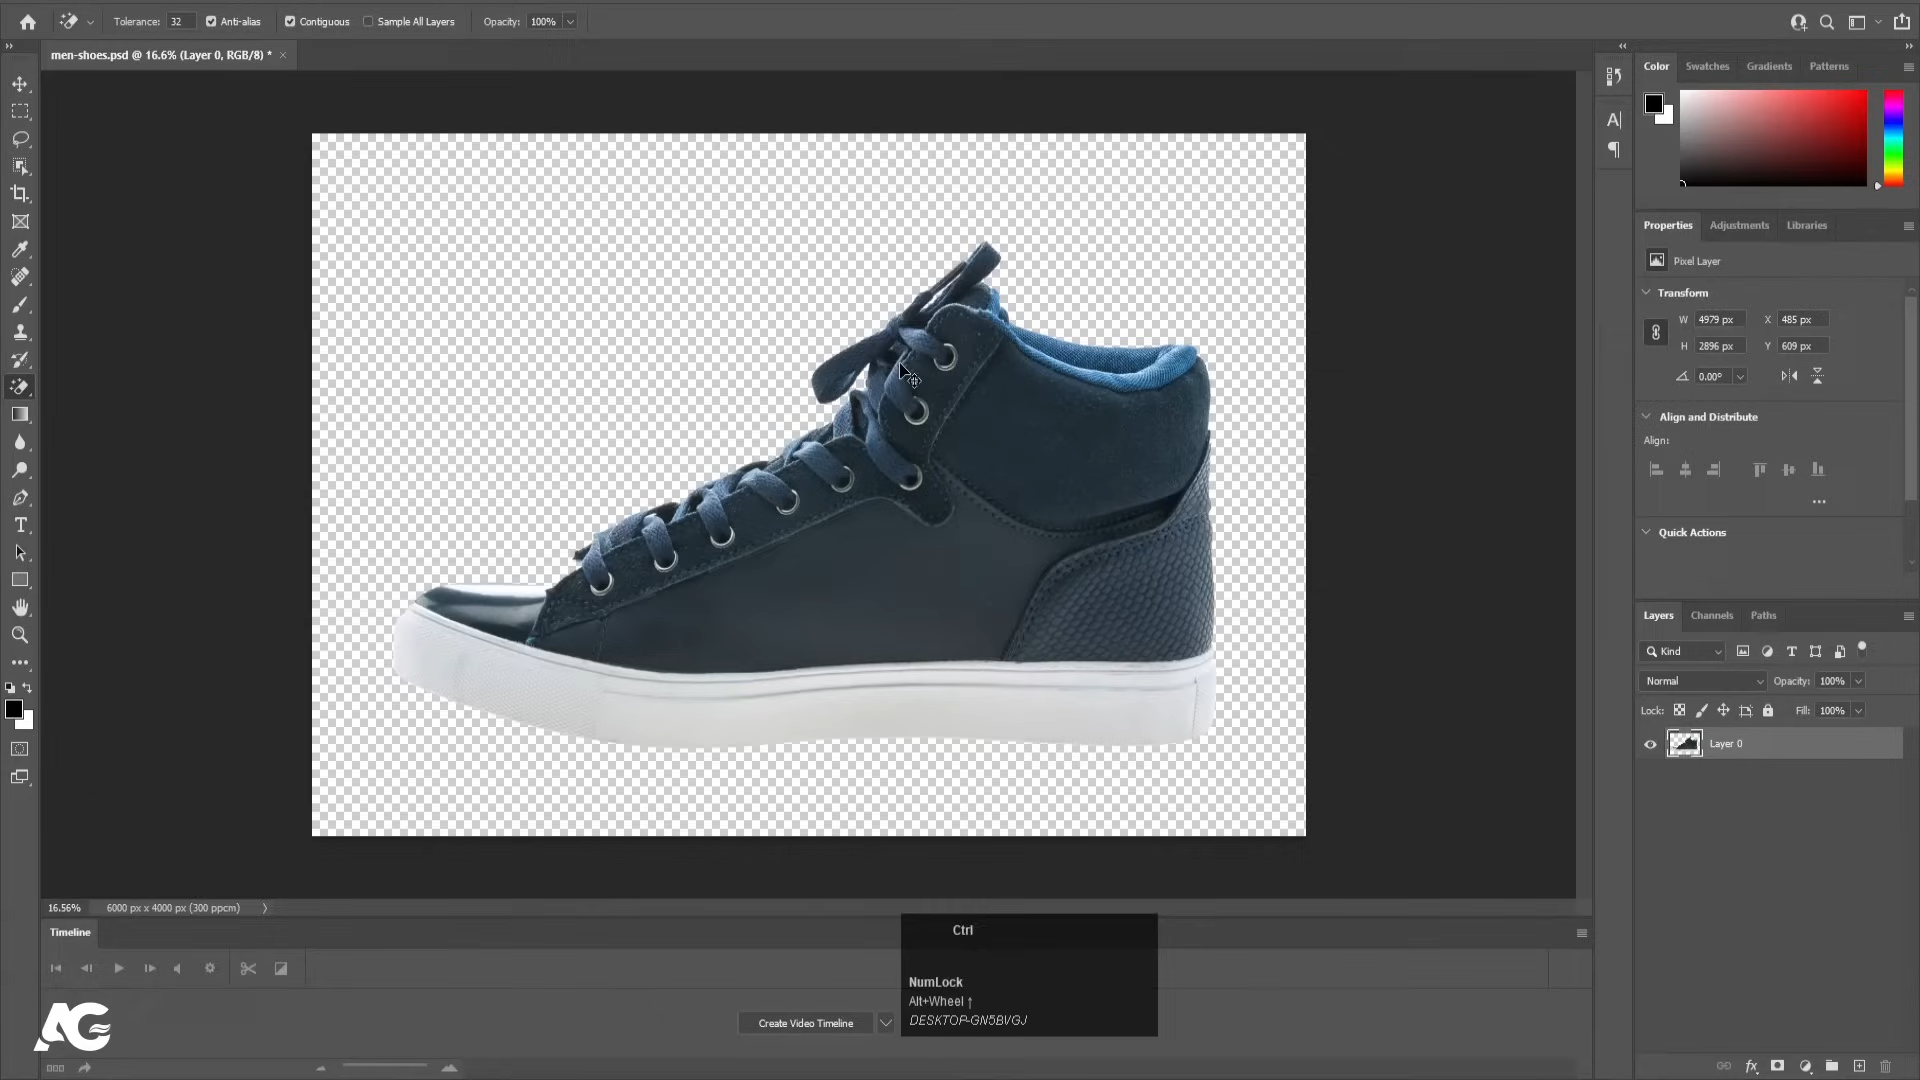 Tolerance: 32 Anti-alias Contiguous Sample All Layers Opacity: 100%
men-shoes.psd @ 16.6% (Layer 0, RGB/8) *
Color Swatches Gradients Patterns
Properties Adjustments Libraries
Pixel Layer
Transform
W 4979 px X 485 px
H 2896 px Y 609 px
0.00°
Align and Distribute
Align:
Quick Actions
Layers Channels Paths
Kind
Normal Opacity: 100%
Lock: Fill: 100%
Layer 0
16.56% 6000 px x 4000 px (300 ppcm)
Timeline
Create Video Timeline
Ctrl
NumLock
Alt+Wheel ↑
DESKTOP-GN5BVGJ
AG